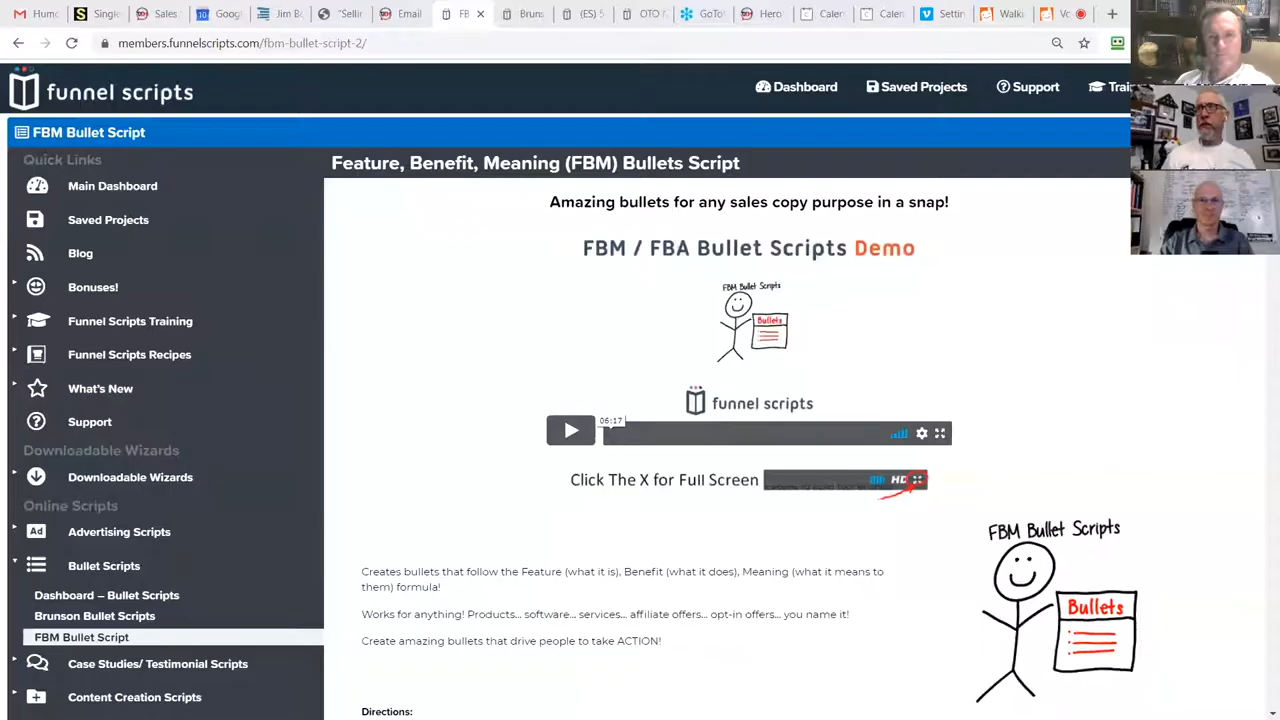 Hume
Single
Sales
Googl
Jim B
"Sellin
Email
FB
Bruns
(ES) 5
OTO F
GoTo
Hero
Calen
Calen
Settin
Walki
Vo
members.funnelscripts.com/fbm-bullet-script-2/
funnel scripts
Dashboard
Saved Projects
Support
Trai
FBM Bullet Script
Quick Links
Feature, Benefit, Meaning (FBM) Bullets Script
Main Dashboard
Saved Projects
Blog
Bonuses!
Funnel Scripts Training
Funnel Scripts Recipes
What's New
Support
Downloadable Wizards
Downloadable Wizards
Online Scripts
Ad
Advertising Scripts
Bullet Scripts
Dashboard – Bullet Scripts
Brunson Bullet Scripts
FBM Bullet Script
Case Studies/ Testimonial Scripts
Content Creation Scripts
Amazing bullets for any sales copy purpose in a snap!
FBM / FBA Bullet Scripts Demo
FBM Bullet Scripts
Bullets
funnel scripts
06:17
Click The X for Full Screen
HD
FBM Bullet Scripts
Bullets
Creates bullets that follow the Feature (what it is), Benefit (what it does), Meaning (what it means to
them) formula!
Works for anything! Products... software... services... affiliate offers... opt-in offers... you name it!
Create amazing bullets that drive people to take ACTION!
Directions: